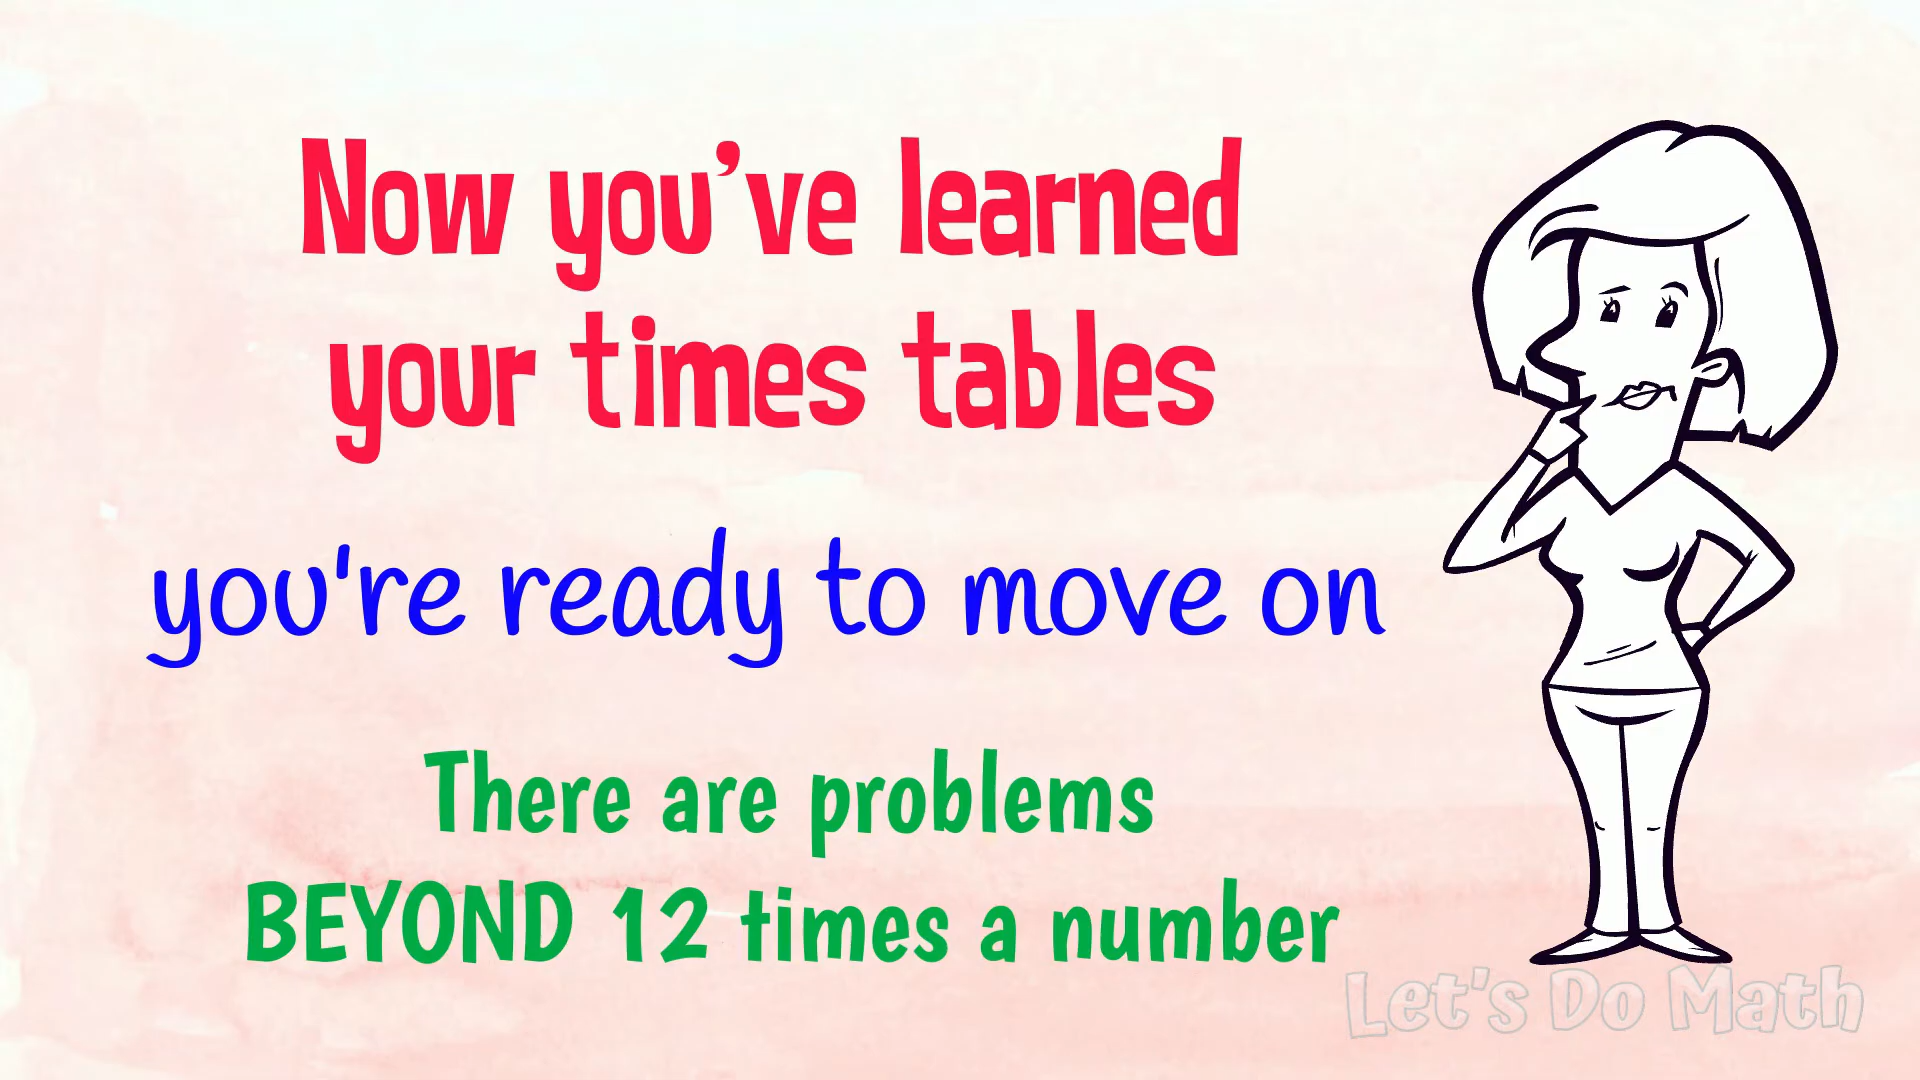 Now you've learned
your times tables
you're ready to move on
There are problems
BEYOND 12 times a number
Let's Do Math